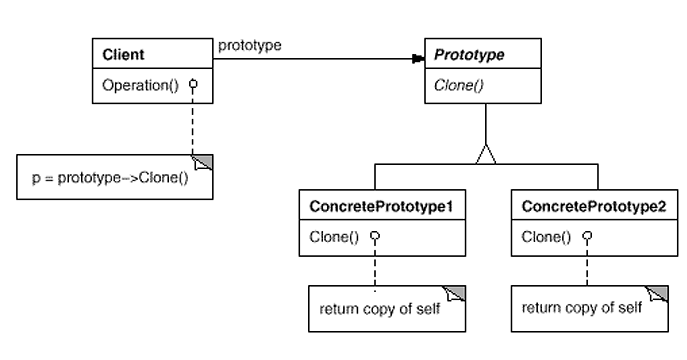 prototype
Client
Operation()
Prototype
Clone()
p = prototype->Clone()
ConcretePrototype1
Clone()
ConcretePrototype2
Clone()
return copy of self
return copy of self